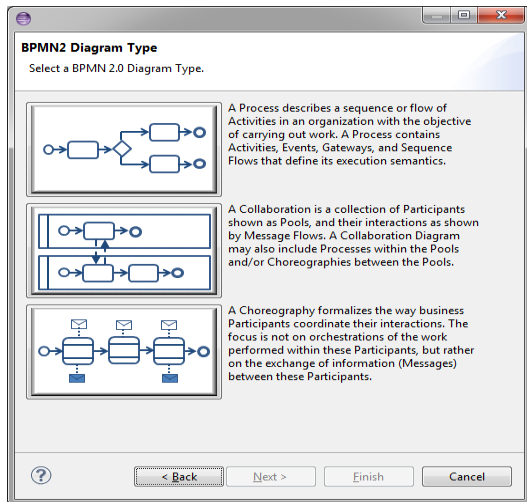 BPMN2 Diagram Type
Select a BPMN 2.0 Diagram Type.
A Process describes a sequence or flow of
Activities in an organization with the objective
of carrying out work. A Process contains
Activities, Events, Gateways, and Sequence
Flows that define its execution semantics.
A Collaboration is a collection of Participants
shown as Pools, and their interactions as shown
by Message Flows. A Collaboration Diagram
may also include Processes within the Pools
and/or Choreographies between the Pools.
A Choreography formalizes the way business
Participants coordinate their interactions. The
focus is not on orchestrations of the work
performed within these Participants, but rather
on the exchange of information (Messages)
between these Participants.
? < Back Next > Finish Cancel